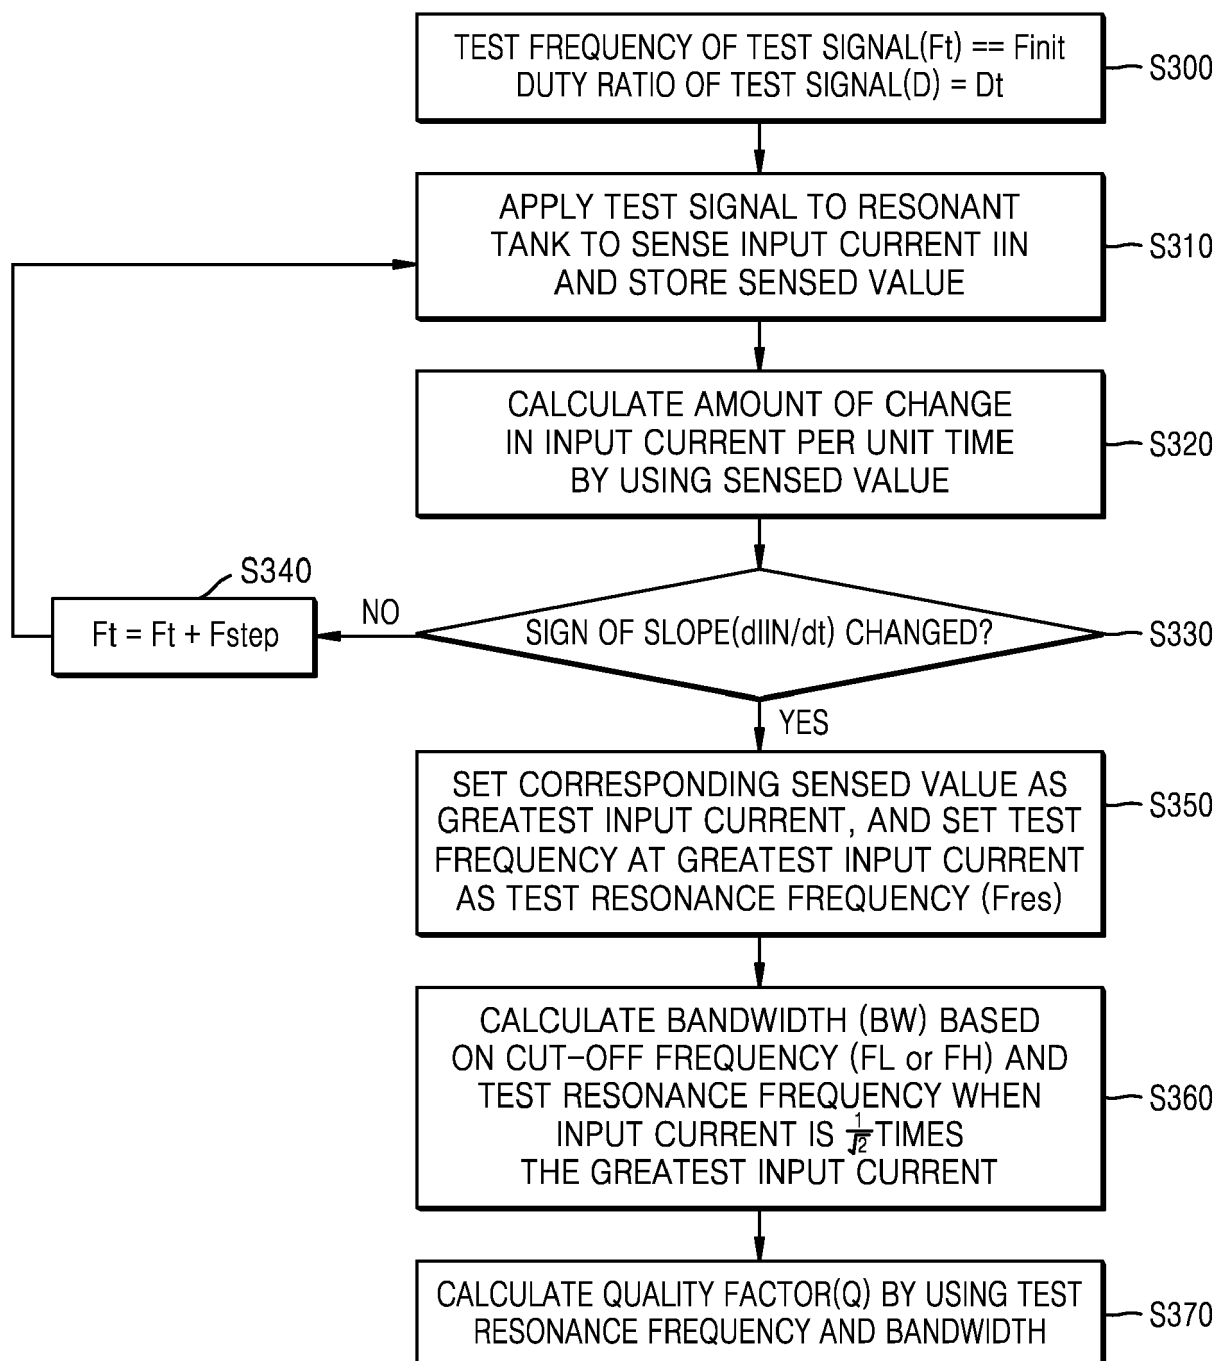 TEST FREQUENCY OF TEST SIGNAL(Ft) == Finit
DUTY RATIO OF TEST SIGNAL(D) = Dt
S300
APPLY TEST SIGNAL TO RESONANT
TANK TO SENSE INPUT CURRENT IIN
AND STORE SENSED VALUE
S310
CALCULATE AMOUNT OF CHANGE
IN INPUT CURRENT PER UNIT TIME
BY USING SENSED VALUE
S320
SIGN OF SLOPE(dIIN/dt) CHANGED?
S330
NO
S340
Ft = Ft + Fstep
YES
SET CORRESPONDING SENSED VALUE AS
GREATEST INPUT CURRENT, AND SET TEST
FREQUENCY AT GREATEST INPUT CURRENT
AS TEST RESONANCE FREQUENCY (Fres)
S350
CALCULATE BANDWIDTH (BW) BASED
ON CUT-OFF FREQUENCY (FL or FH) AND
TEST RESONANCE FREQUENCY WHEN
INPUT CURRENT IS 1/√2 TIMES
THE GREATEST INPUT CURRENT
S360
CALCULATE QUALITY FACTOR(Q) BY USING TEST
RESONANCE FREQUENCY AND BANDWIDTH
S370